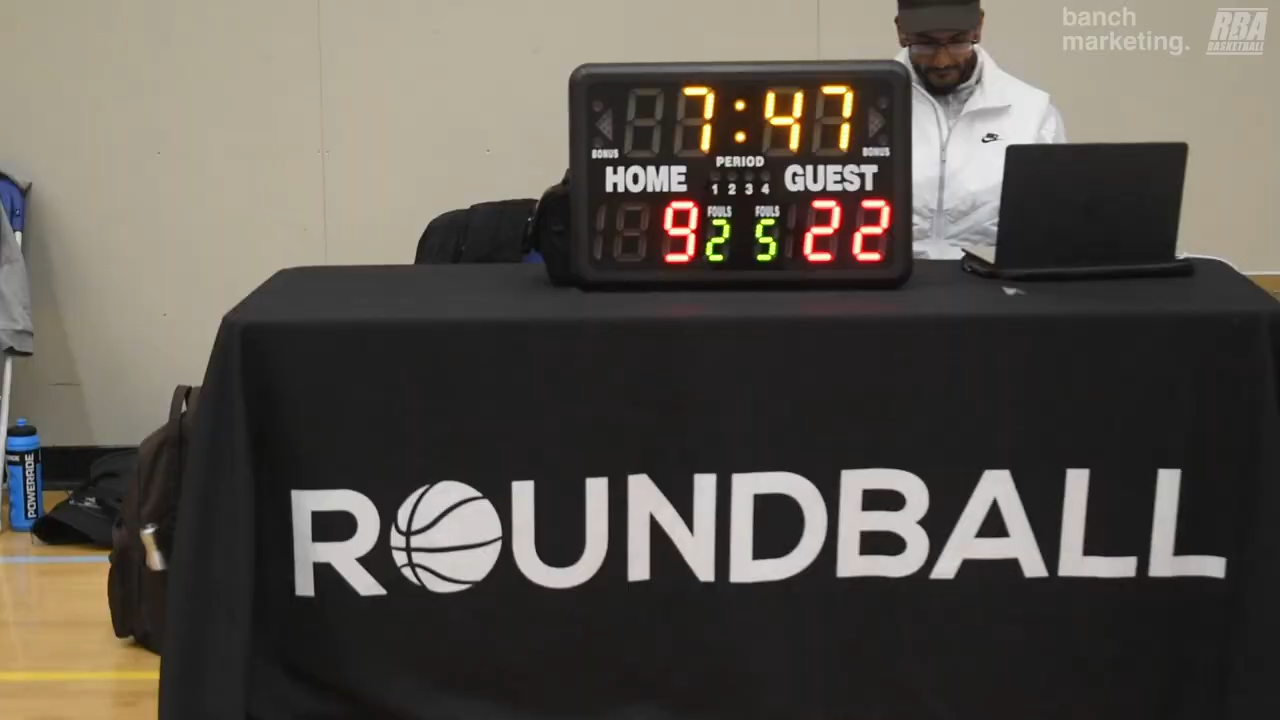 banch
marketing.
RBA
BASKETBALL
7:47
BONUS
BONUS
PERIOD
HOME
1 2 3 4
GUEST
FOULS
FOULS
9
2
5
22
POWERADE
ROUNDBALL